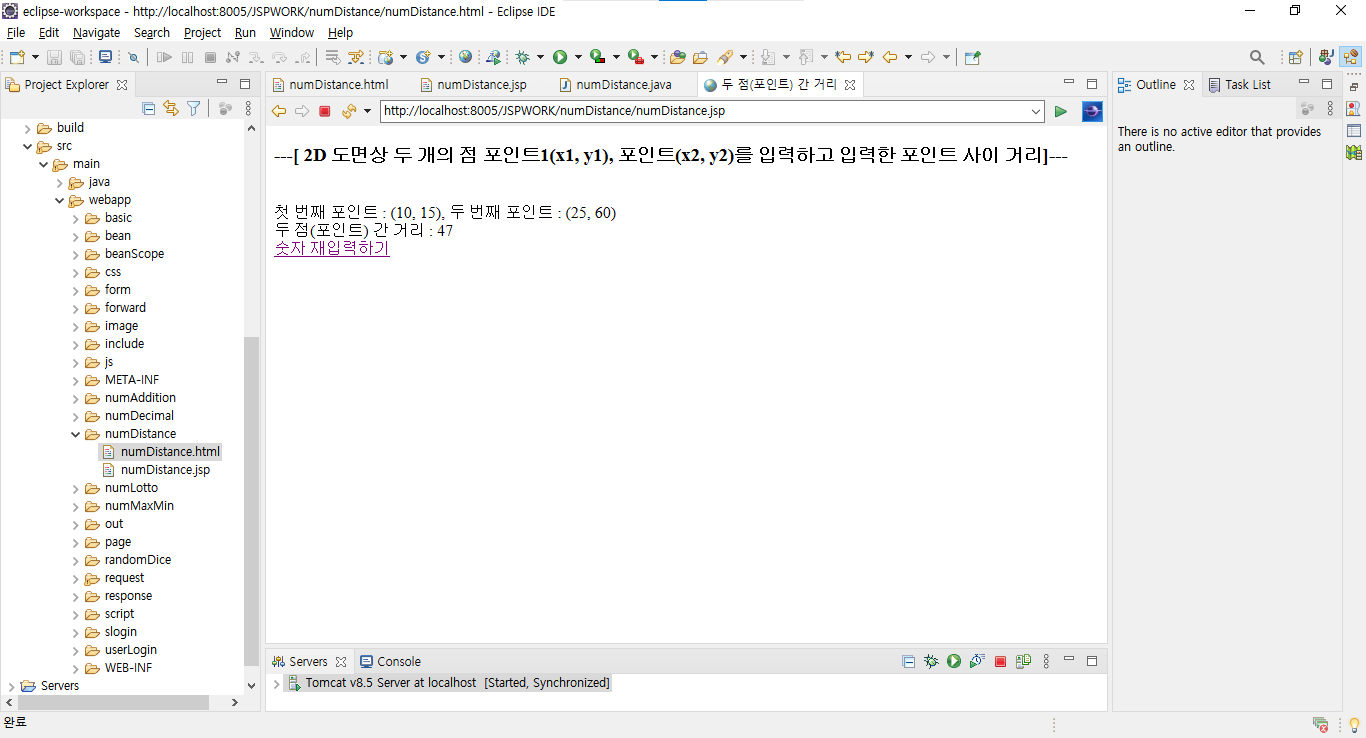 eclipse-workspace - http://localhost:8005/JSPWORK/numDistance/numDistance.html - Eclipse IDE
File Edit Navigate Search Project Run Window Help
Project Explorer
build
src
main
java
webapp
basic
bean
beanScope
css
form
forward
image
include
js
META-INF
numAddition
numDecimal
numDistance
numDistance.html
numDistance.jsp
numLotto
numMaxMin
out
page
randomDice
request
response
script
slogin
userLogin
WEB-INF
Servers
numDistance.html numDistance.jsp numDistance.java 두 점(포인트) 간 거리
http://localhost:8005/JSPWORK/numDistance/numDistance.jsp
---[ 2D 도면상 두 개의 점 포인트1(x1, y1), 포인트(x2, y2)를 입력하고 입력한 포인트 사이 거리]---
첫 번째 포인트 : (10, 15), 두 번째 포인트 : (25, 60)
두 점(포인트) 간 거리 : 47
숫자 재입력하기
Servers Console
Tomcat v8.5 Server at localhost [Started, Synchronized]
Outline Task List
There is no active editor that provides
an outline.
완료